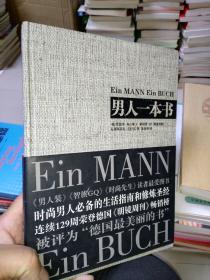 Ein MANN Ein BUCH
男人一本书
Ein MANN
《男人装》《智族GQ》《时尚先生》读者最受图书
时尚男人必备的生活指南和修炼圣经
连续129周荣登德国《明镜周刊》畅销榜
被评为“德国最美丽的书”
Ein BUCH